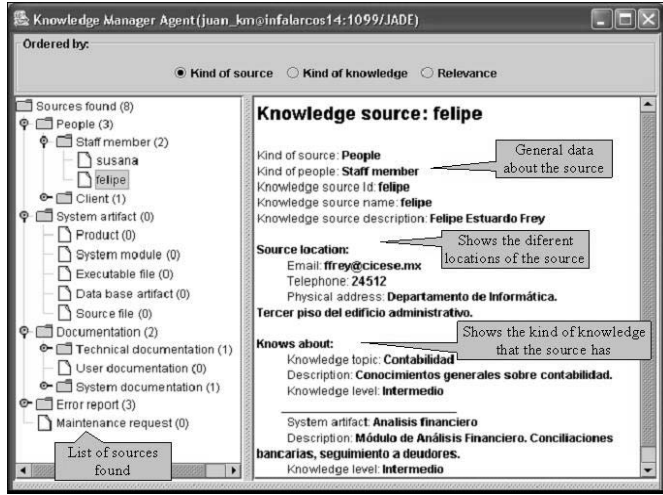 Knowledge Manager Agent(juan_km@infalarcos14:1099/JADE)
Ordered by:
Kind of source
Kind of knowledge
Relevance
Sources found (8)
People (3)
Staff member (2)
susana
felipe
Client (1)
System artifact (0)
Product (0)
System module (0)
Executable file (0)
Data base artifact (0)
Source file (0)
Documentation (2)
Technical documentation (1)
User documentation (0)
System documentation (1)
Error report (3)
Maintenance request (0)
List of sources
found
Knowledge source: felipe
Kind of source: People
Kind of people: Staff member
Knowledge source Id: felipe
Knowledge source name: felipe
Knowledge source description: Felipe Estuardo Frey
General data
about the source
Source location:
Email: ffrey@cicese.mx
Telephone: 24512
Physical address: Departamento de Informática.
Tercer piso del edificio administrativo.
Shows the diferent
locations of the source
Knows about:
Knowledge topic: Contabilidad
Description: Conocimientos generales sobre contabilidad.
Knowledge level: Intermedio
Shows the kind of knowledge
that the source has
System artifact: Analisis financiero
Description: Módulo de Análisis Financiero. Conciliaciones
bancarias, seguimiento a deudores.
Knowledge level: Intermedio